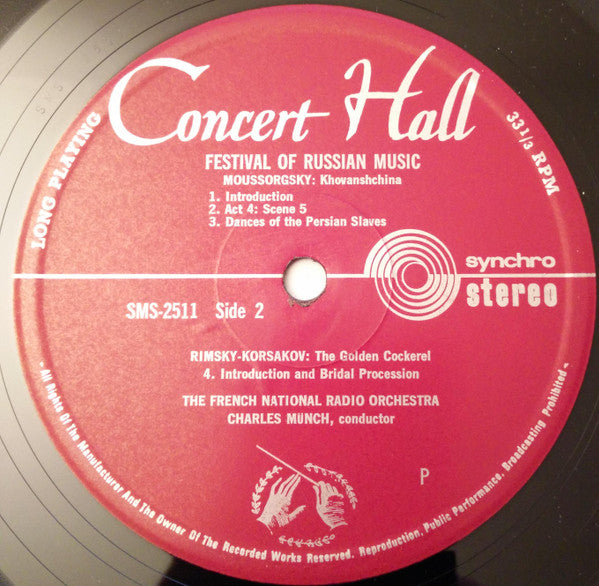 Concert Hall
LONG PLAYING
33 1/3 RPM
FESTIVAL OF RUSSIAN MUSIC
MOUSSORGSKY: Khovanshchina
1. Introduction
2. Act 4: Scene 5
3. Dances of the Persian Slaves
synchro
stereo
SMS-2511 Side 2
RIMSKY-KORSAKOV: The Golden Cockerel
4. Introduction and Bridal Procession
THE FRENCH NATIONAL RADIO ORCHESTRA
CHARLES MÜNCH, conductor
P
- All Rights Of The Manufacturer And The Owner Of The Recorded Works Reserved. Reproduction, Public Performance, Broadcasting Prohibited -